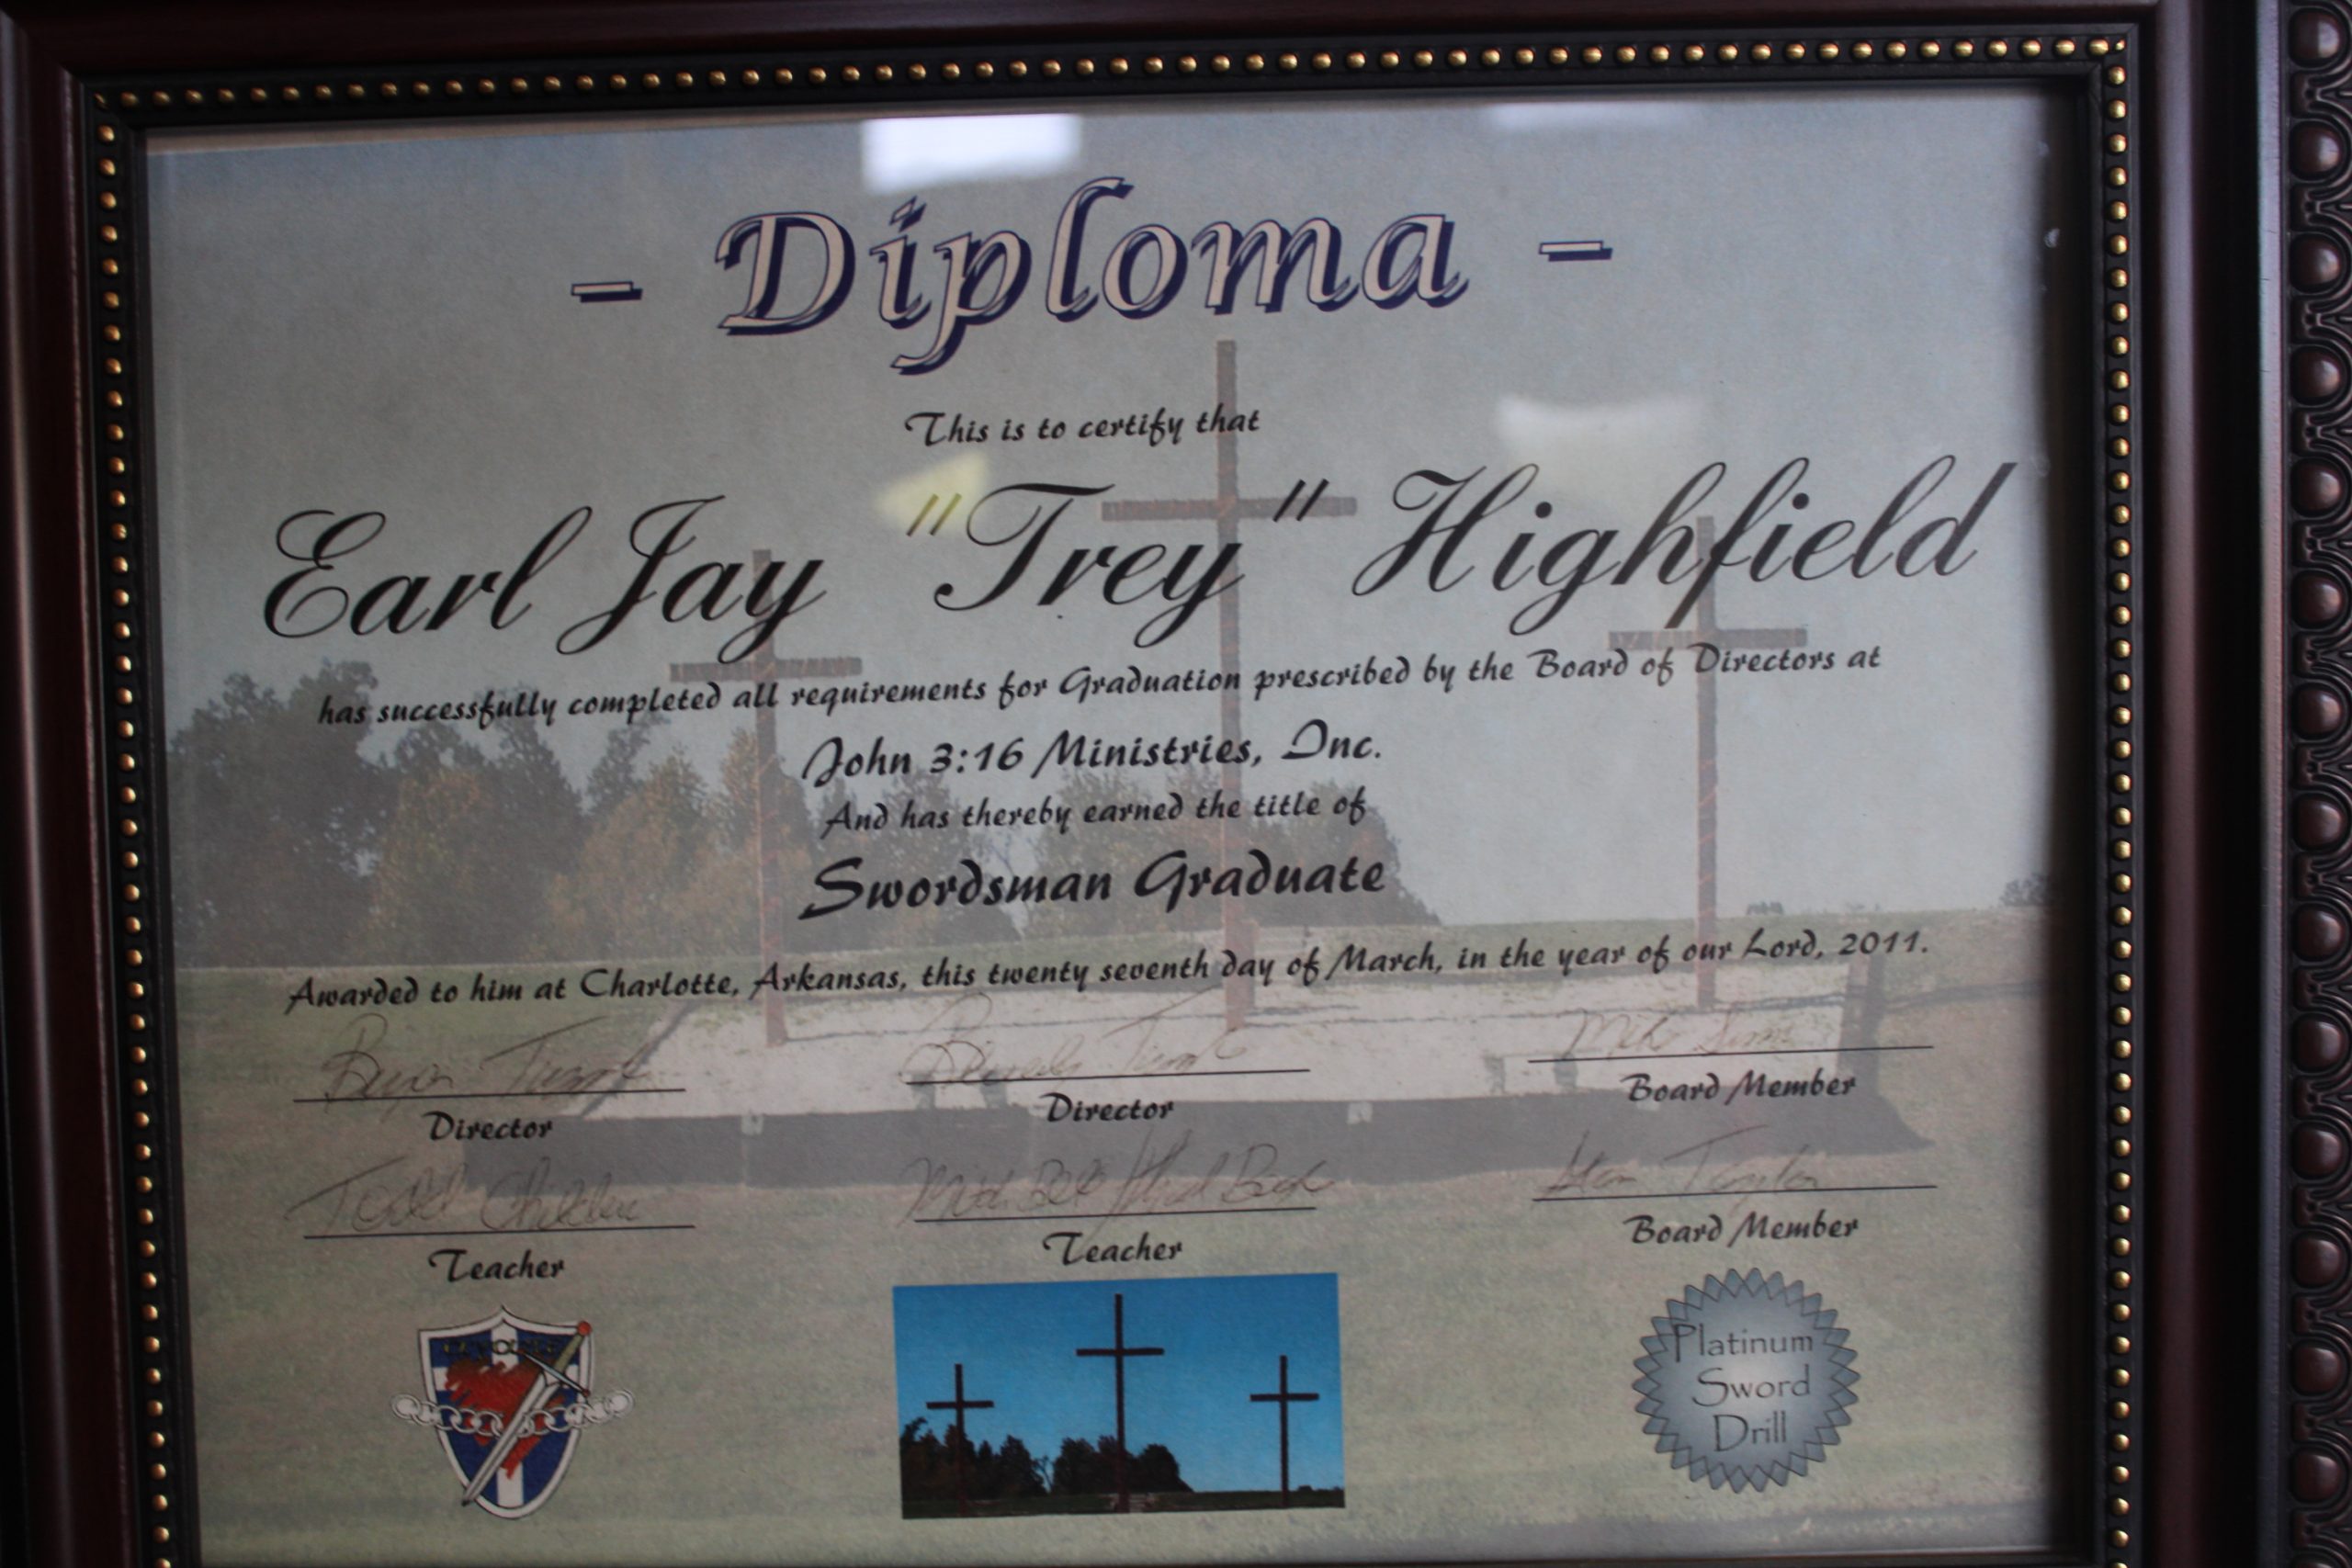 - Diploma -
This is to certify that
Earl Jay "Trey" Highfield
has successfully completed all requirements for Graduation prescribed by the Board of Directors at
John 3:16 Ministries, Inc.
And has thereby earned the title of
Swordsman Graduate
Awarded to him at Charlotte, Arkansas, this twenty seventh day of March, in the year of our Lord, 2011.
Director
Director
Mike
Board Member
Todd
Teacher
Teacher
Board Member
Platinum
Sword
Drill